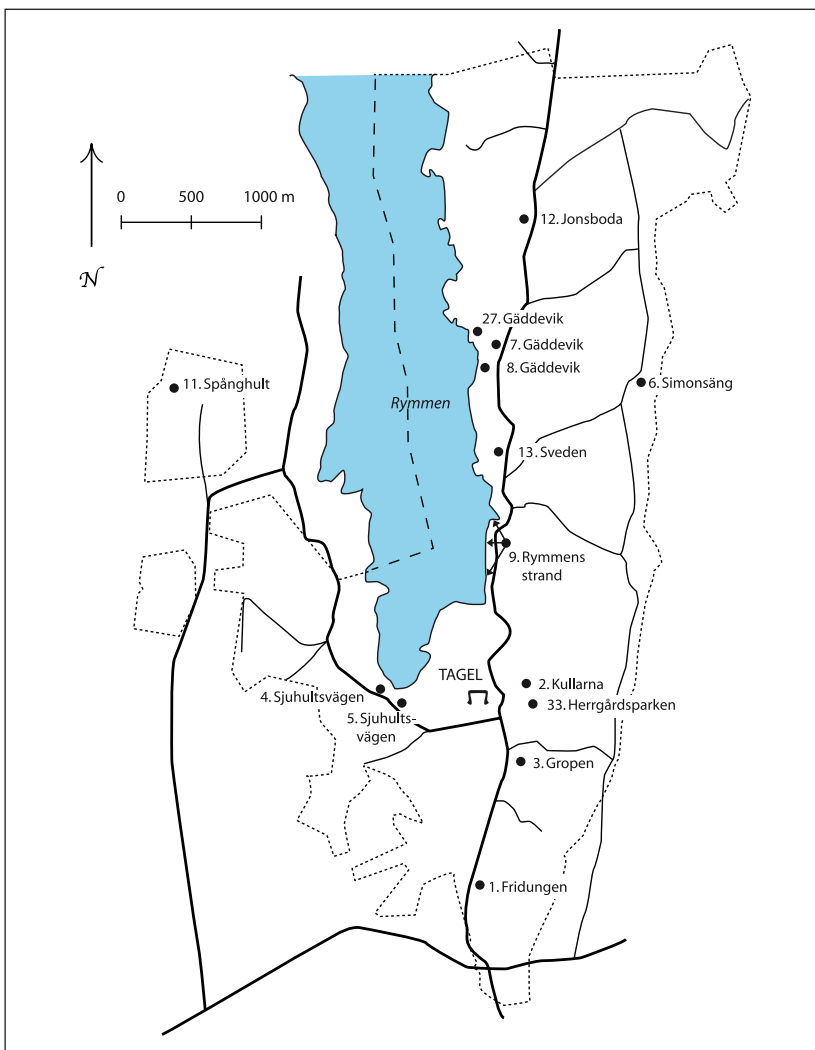 0 500 1000 m
N
12. Jonsboda
27. Gäddevik
7. Gäddevik
8. Gäddevik
11. Spånghult
6. Simonsäng
Rymmen
13. Sveden
9. Rymmens
strand
TAGEL
2. Kullarna
4. Sjuhultsvägen
33. Herrgårdsparken
5. Sjuhults-
vägen
3. Gropen
1. Fridungen